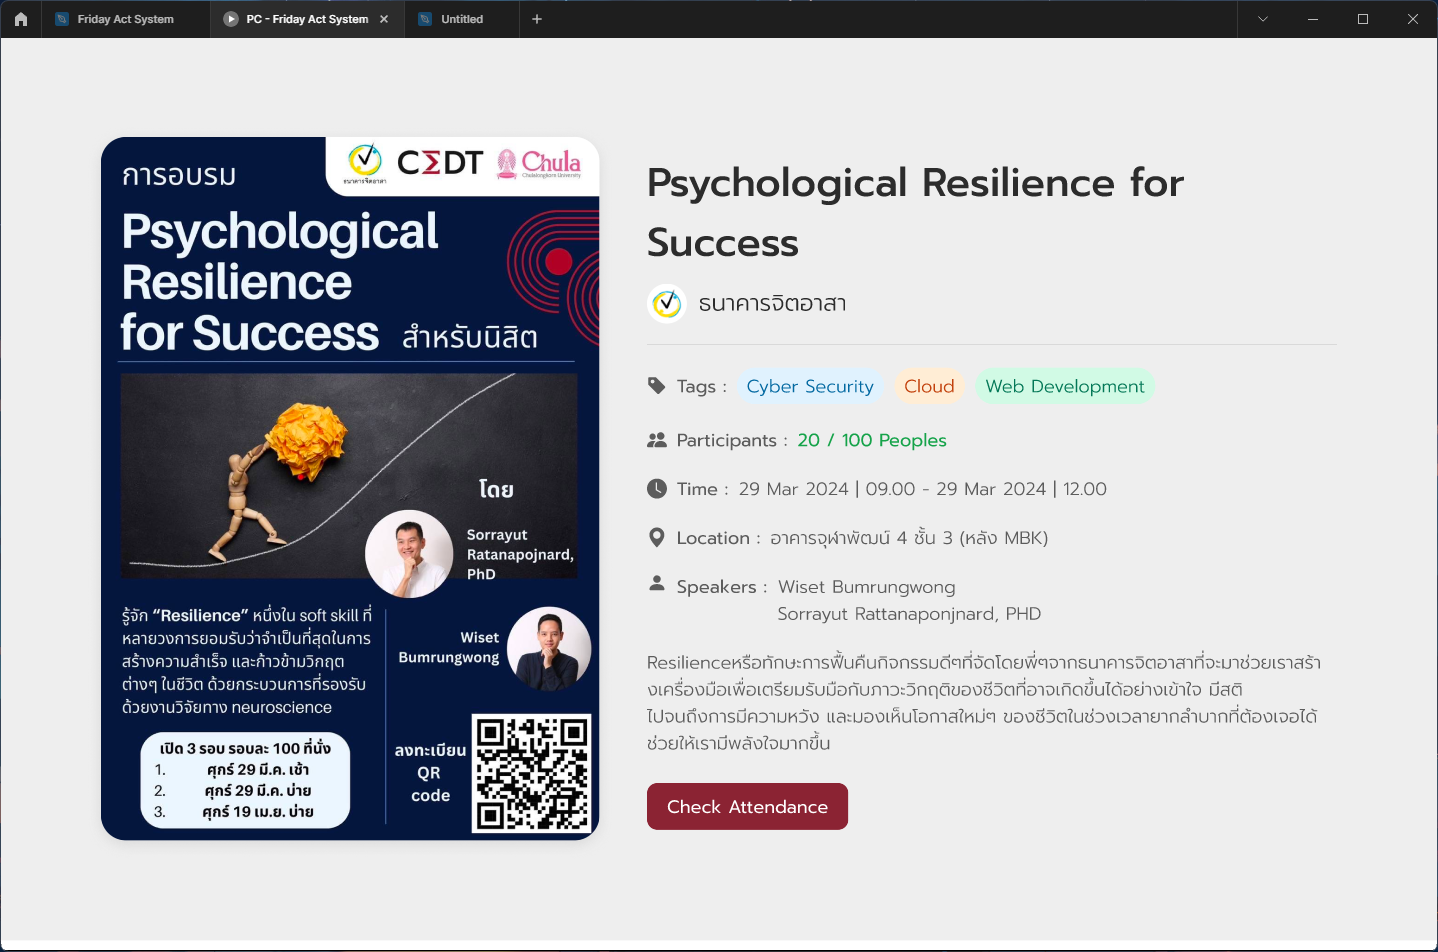 Friday Act System
PC - Friday Act System
Untitled
การอบรม
ธนาคารจิตอาสา
CΣDT
Chula
Chulalongkorn University
Psychological
Resilience
for Success สำหรับนิสิต
โดย
Sorrayut
Ratanapojnard,
PhD
รู้จัก “Resilience” หนึ่งใน soft skill ที่
หลายวงการยอมรับว่าจำเป็นที่สุดในการ
สร้างความสำเร็จ และก้าวข้ามวิกฤต
ต่างๆ ในชีวิต ด้วยกระบวนการที่รองรับ
ด้วยงานวิจัยทาง neuroscience
Wiset
Bumrungwong
เปิด 3 รอบ รอบละ 100 ที่นั่ง
1. ศุกร์ 29 มี.ค. เช้า
2. ศุกร์ 29 มี.ค. บ่าย
3. ศุกร์ 19 เม.ย. บ่าย
ลงทะเบียน
QR
code
Psychological Resilience for
Success
ธนาคารจิตอาสา
Tags : Cyber Security Cloud Web Development
Participants : 20 / 100 Peoples
Time : 29 Mar 2024 | 09.00 - 29 Mar 2024 | 12.00
Location : อาคารจุฬาพัฒน์ 4 ชั้น 3 (หลัง MBK)
Speakers : Wiset Bumrungwong
Sorrayut Rattanaponjnard, PHD
Resilienceหรือทักษะการฟื้นคืนกิจกรรมดีๆที่จัดโดยพี่ๆจากธนาคารจิตอาสาที่จะมาช่วยเราสร้า
งเครื่องมือเพื่อเตรียมรับมือกับภาวะวิกฤติของชีวิตที่อาจเกิดขึ้นได้อย่างเข้าใจ มีสติ
ไปจนถึงการมีความหวัง และมองเห็นโอกาสใหม่ๆ ของชีวิตในช่วงเวลายากลำบากที่ต้องเจอได้
ช่วยให้เรามีพลังใจมากขึ้น
Check Attendance